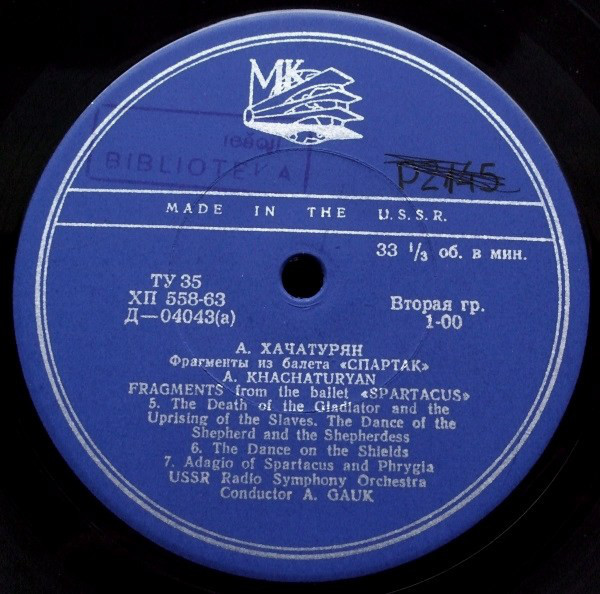 МК
BIBLIOTEKA
MADE IN THE U.S.S.R.
33 1/3 об. в мин.
ТУ 35
ХП 558-63
Д—04043(а)
Вторая гр.
1-00
А. ХАЧАТУРЯН
Фрагменты из балета «СПАРТАК»
A. KHACHATURYAN
FRAGMENTS from the ballet «SPARTACUS»
5. The Death of the Gladiator and the
Uprising of the Slaves. The Dance of the
Shepherd and the Shepherdess
6. The Dance on the Shields
7. Adagio of Spartacus and Phrygia
USSR Radio Symphony Orchestra
Conductor A. GAUK